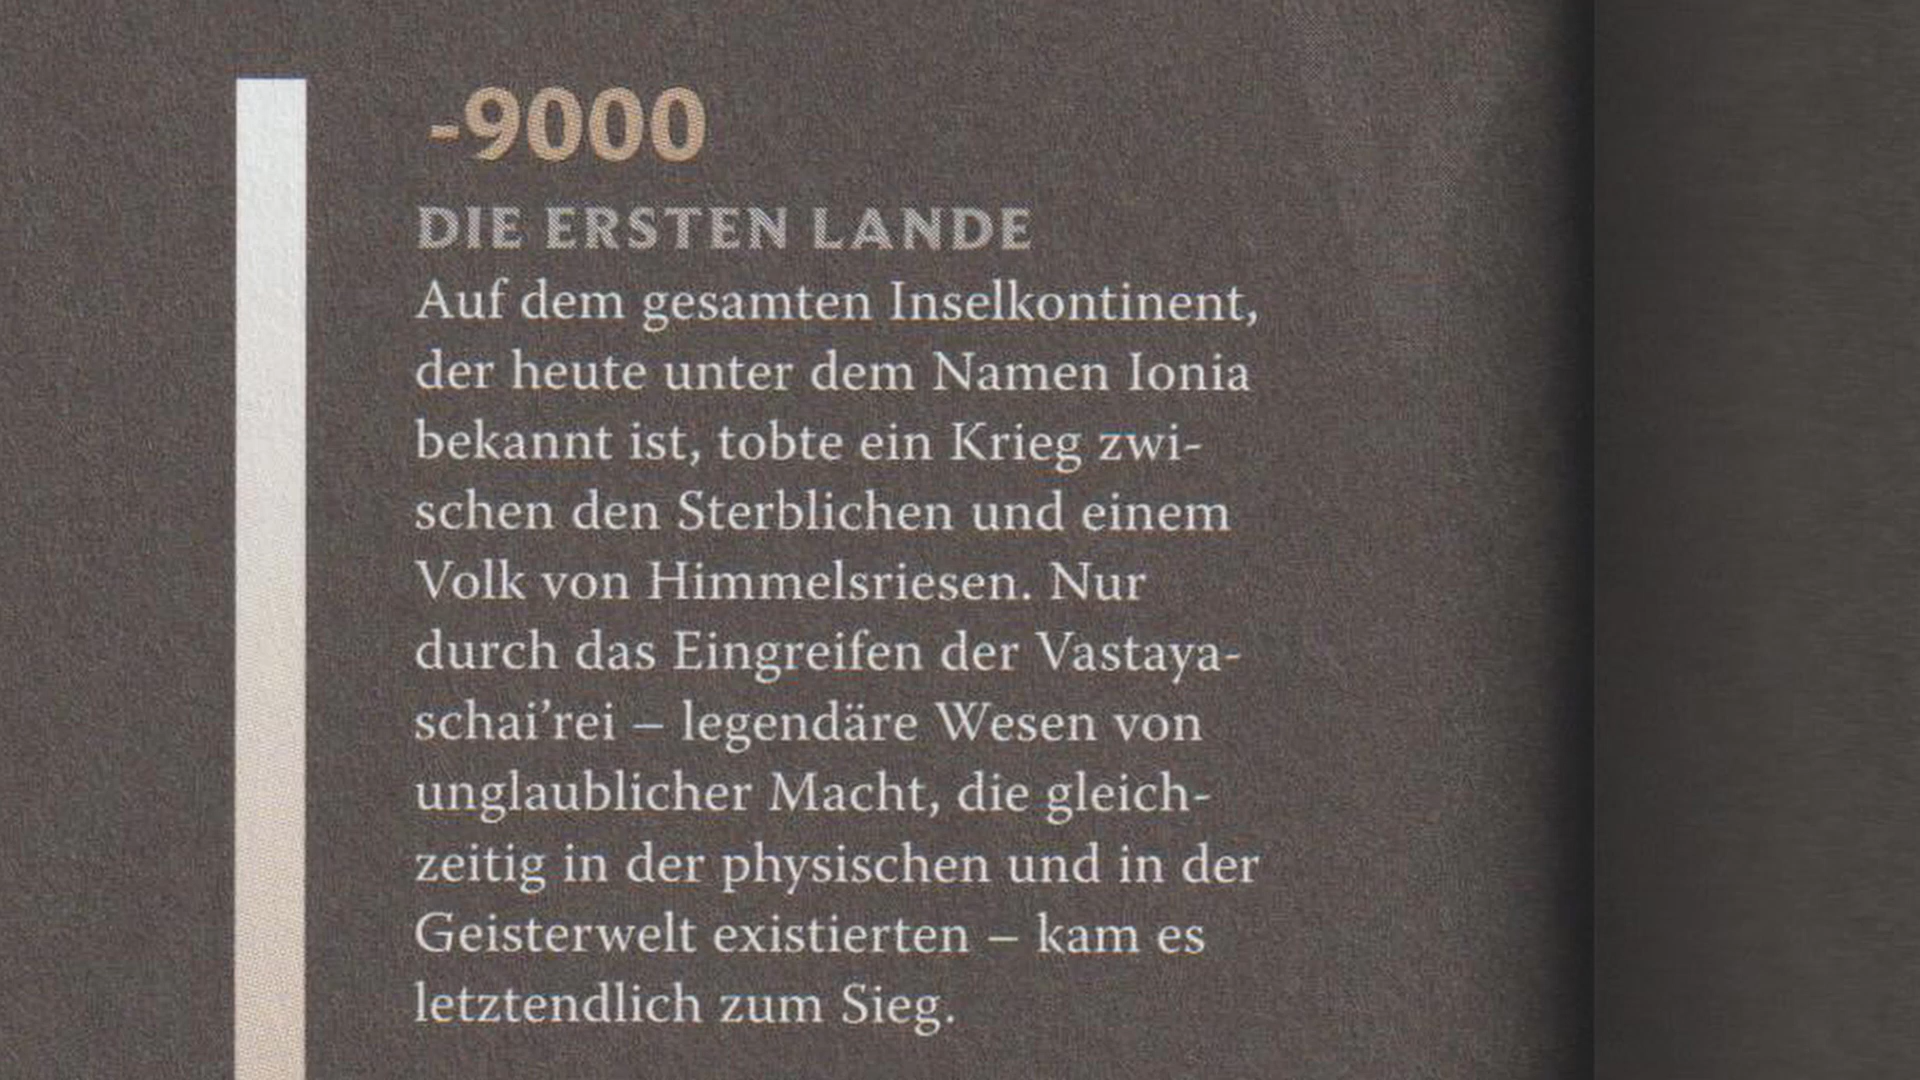 -9000
DIE ERSTEN LANDE
Auf dem gesamten Inselkontinent,
der heute unter dem Namen Ionia
bekannt ist, tobte ein Krieg zwi-
schen den Sterblichen und einem
Volk von Himmelsriesen. Nur
durch das Eingreifen der Vastaya-
schai’rei – legendäre Wesen von
unglaublicher Macht, die gleich-
zeitig in der physischen und in der
Geisterwelt existierten – kam es
letztendlich zum Sieg.